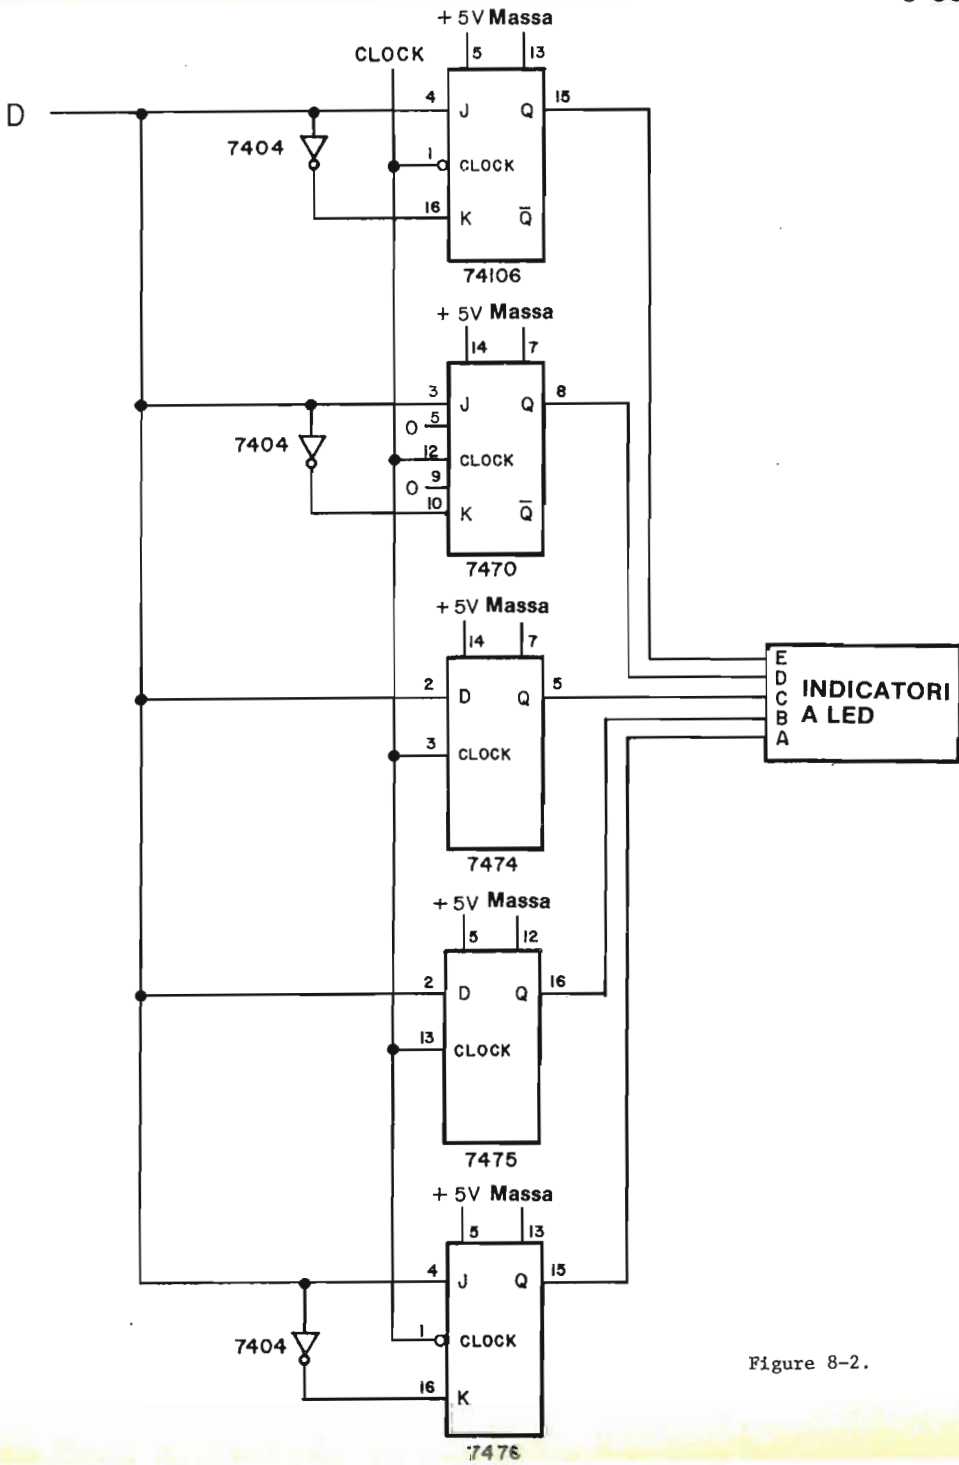 + 5V Massa
CLOCK
5 13
D
4 J Q 15
7404
1 CLOCK
16 K Q̅
74106
+ 5V Massa
14 7
3 J Q 8
0 5
7404
12 CLOCK
0 9
10 K Q̅
7470
+ 5V Massa
14 7
2 D Q 5
3 CLOCK
7474
E
D
C
B
A
INDICATORI
A LED
+ 5V Massa
5 12
2 D Q 16
13 CLOCK
7475
+ 5V Massa
5 13
4 J Q 15
7404
1 CLOCK
16 K
7476
Figure 8-2.